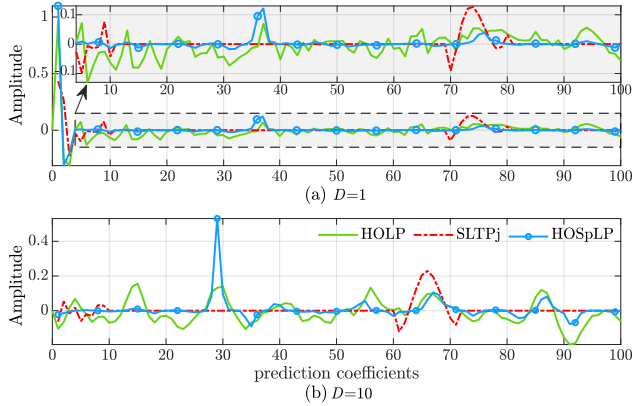 0.1
0
0.1
10 20 30 40 50 60 70 80 90 100
1
0.5
0
Amplitude
0 10 20 30 40 50 60 70 80 90 100
(a) D=1
HOLP SLTPj HOSpLP
0.4
0.2
0
Amplitude
0 10 20 30 40 50 60 70 80 90 100
prediction coefficients
(b) D=10